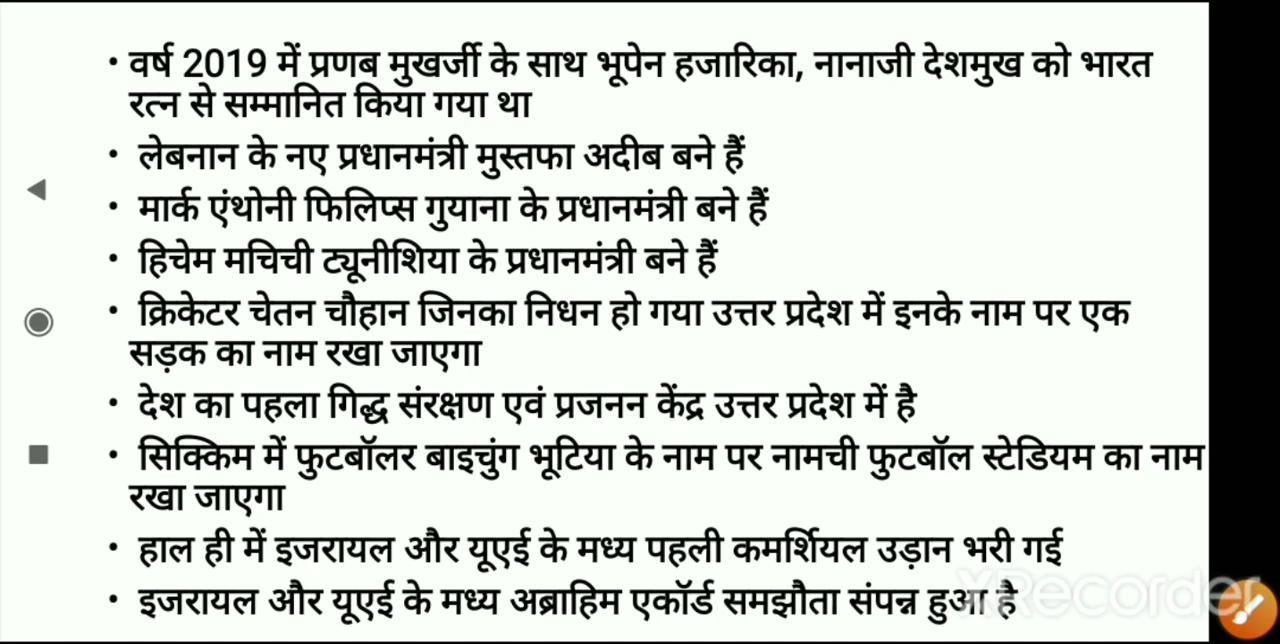 • वर्ष 2019 में प्रणब मुखर्जी के साथ भूपेन हजारिका, नानाजी देशमुख को भारत
रत्न से सम्मानित किया गया था
• लेबनान के नए प्रधानमंत्री मुस्तफा अदीब बने हैं
• मार्क एंथोनी फिलिप्स गुयाना के प्रधानमंत्री बने हैं
• हिचेम मचिची ट्यूनीशिया के प्रधानमंत्री बने हैं
• क्रिकेटर चेतन चौहान जिनका निधन हो गया उत्तर प्रदेश में इनके नाम पर एक
सड़क का नाम रखा जाएगा
• देश का पहला गिद्ध संरक्षण एवं प्रजनन केंद्र उत्तर प्रदेश में है
• सिक्किम में फुटबॉलर बाइचुंग भूटिया के नाम पर नामची फुटबॉल स्टेडियम का नाम
रखा जाएगा
• हाल ही में इजरायल और यूएई के मध्य पहली कमर्शियल उड़ान भरी गई
• इजरायल और यूएई के मध्य अब्राहिम एकॉर्ड समझौता संपन्न हुआ है
XRecorder